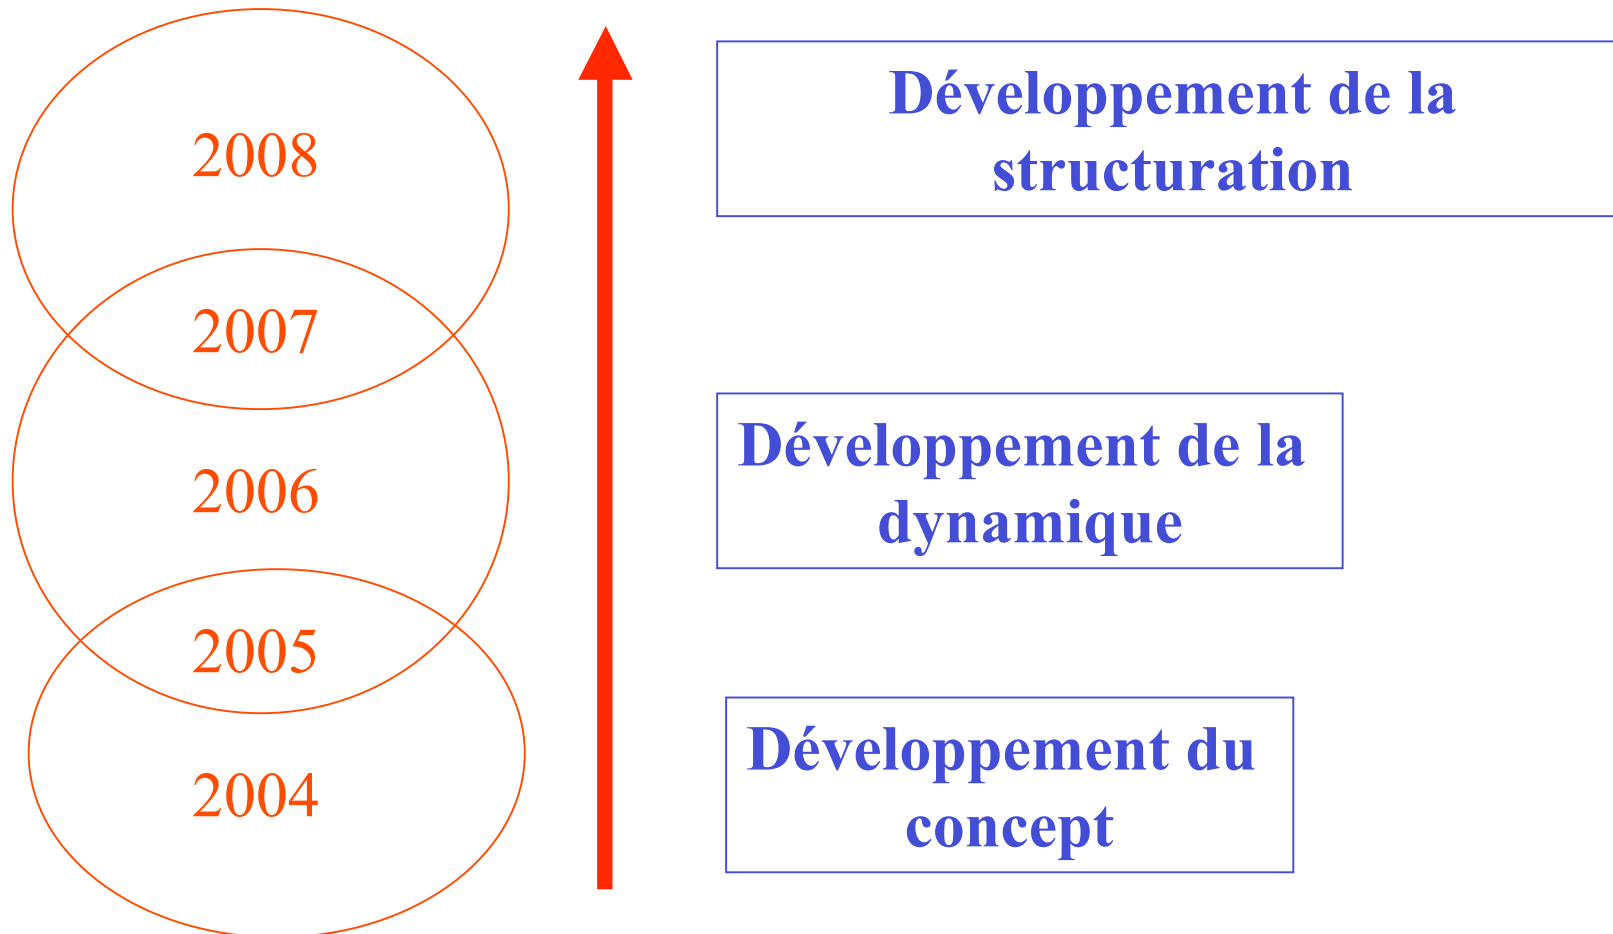 2008
Développement de la
structuration
2007
2006
Développement de la
dynamique
2005
2004
Développement du
concept